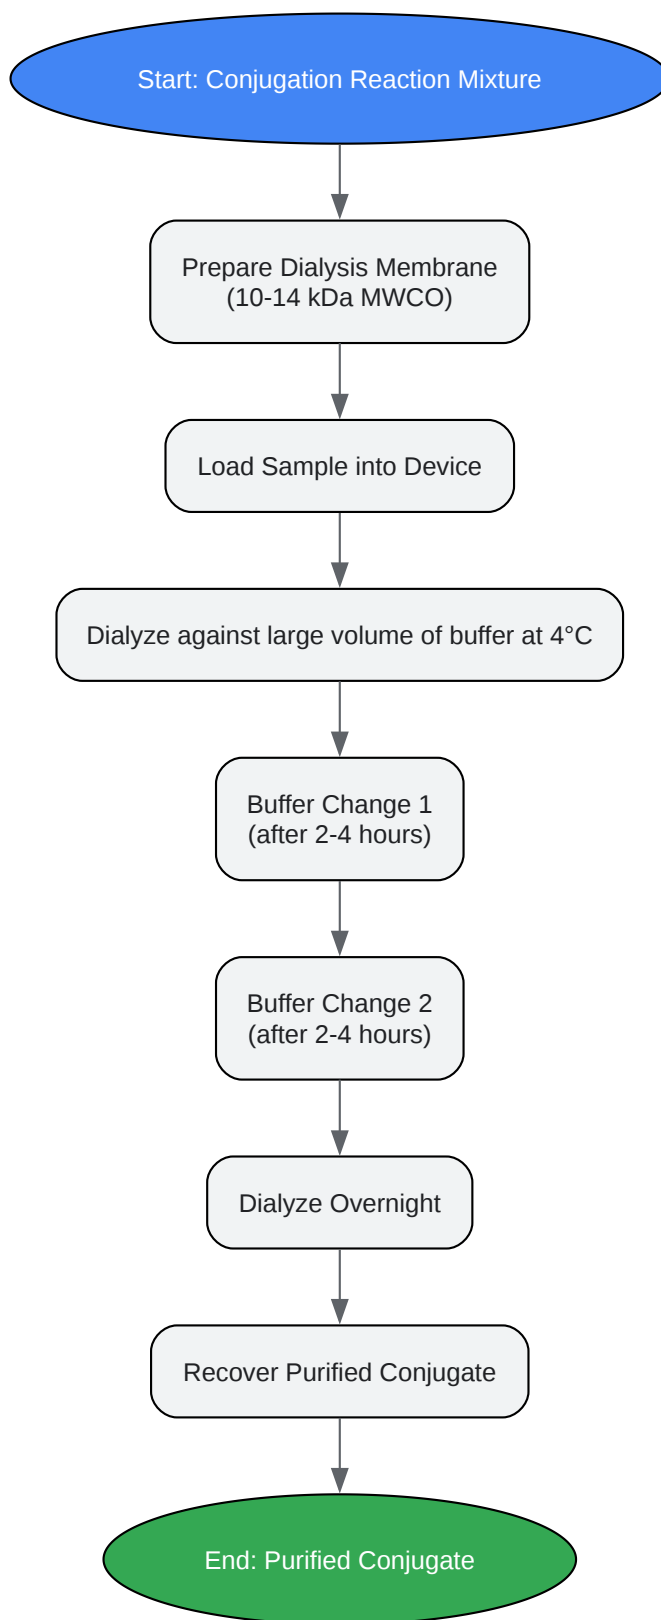 Start: Conjugation Reaction Mixture
Prepare Dialysis Membrane
(10-14 kDa MWCO)
Load Sample into Device
Dialyze against large volume of buffer at 4°C
Buffer Change 1
(after 2-4 hours)
Buffer Change 2
(after 2-4 hours)
Dialyze Overnight
Recover Purified Conjugate
End: Purified Conjugate